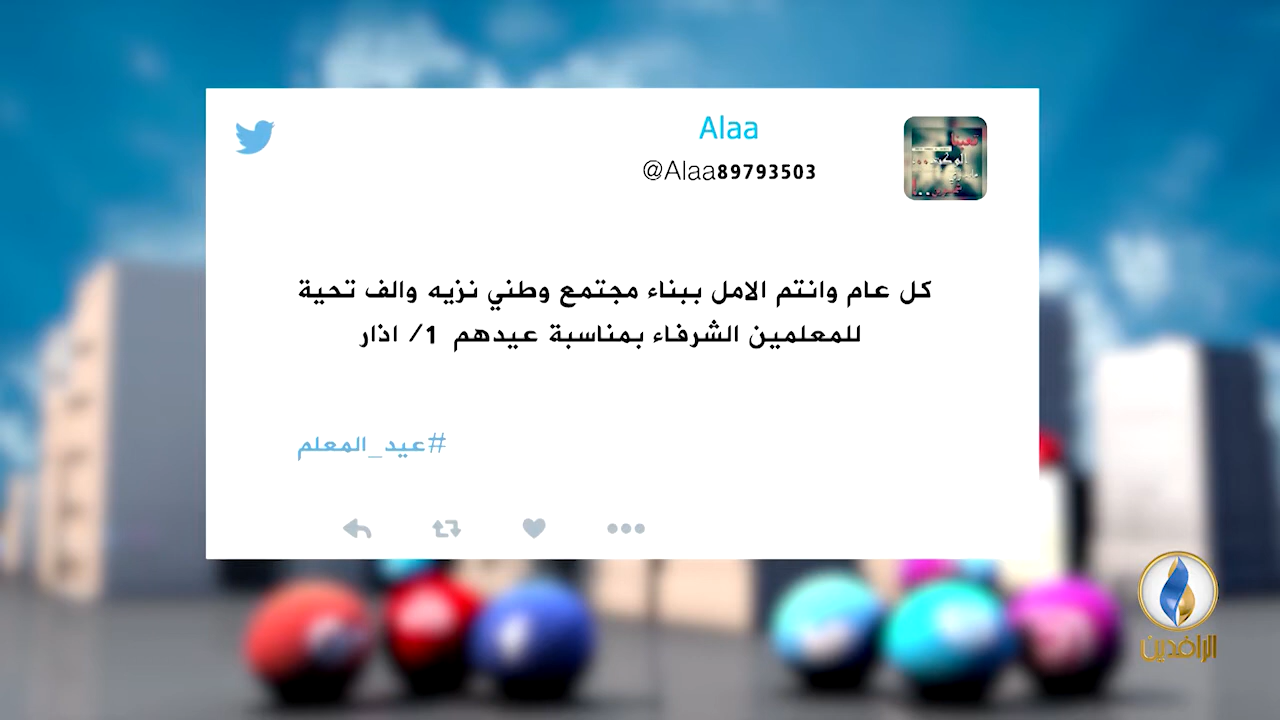 Alaa
@Alaa89793503
تعبنا
كل عام وانتم الامل ببناء مجتمع وطني نزيه والف تحية
للمعلمين الشرفاء بمناسبة عيدهم 1/ اذار
#عيد_المعلم
الرافدين